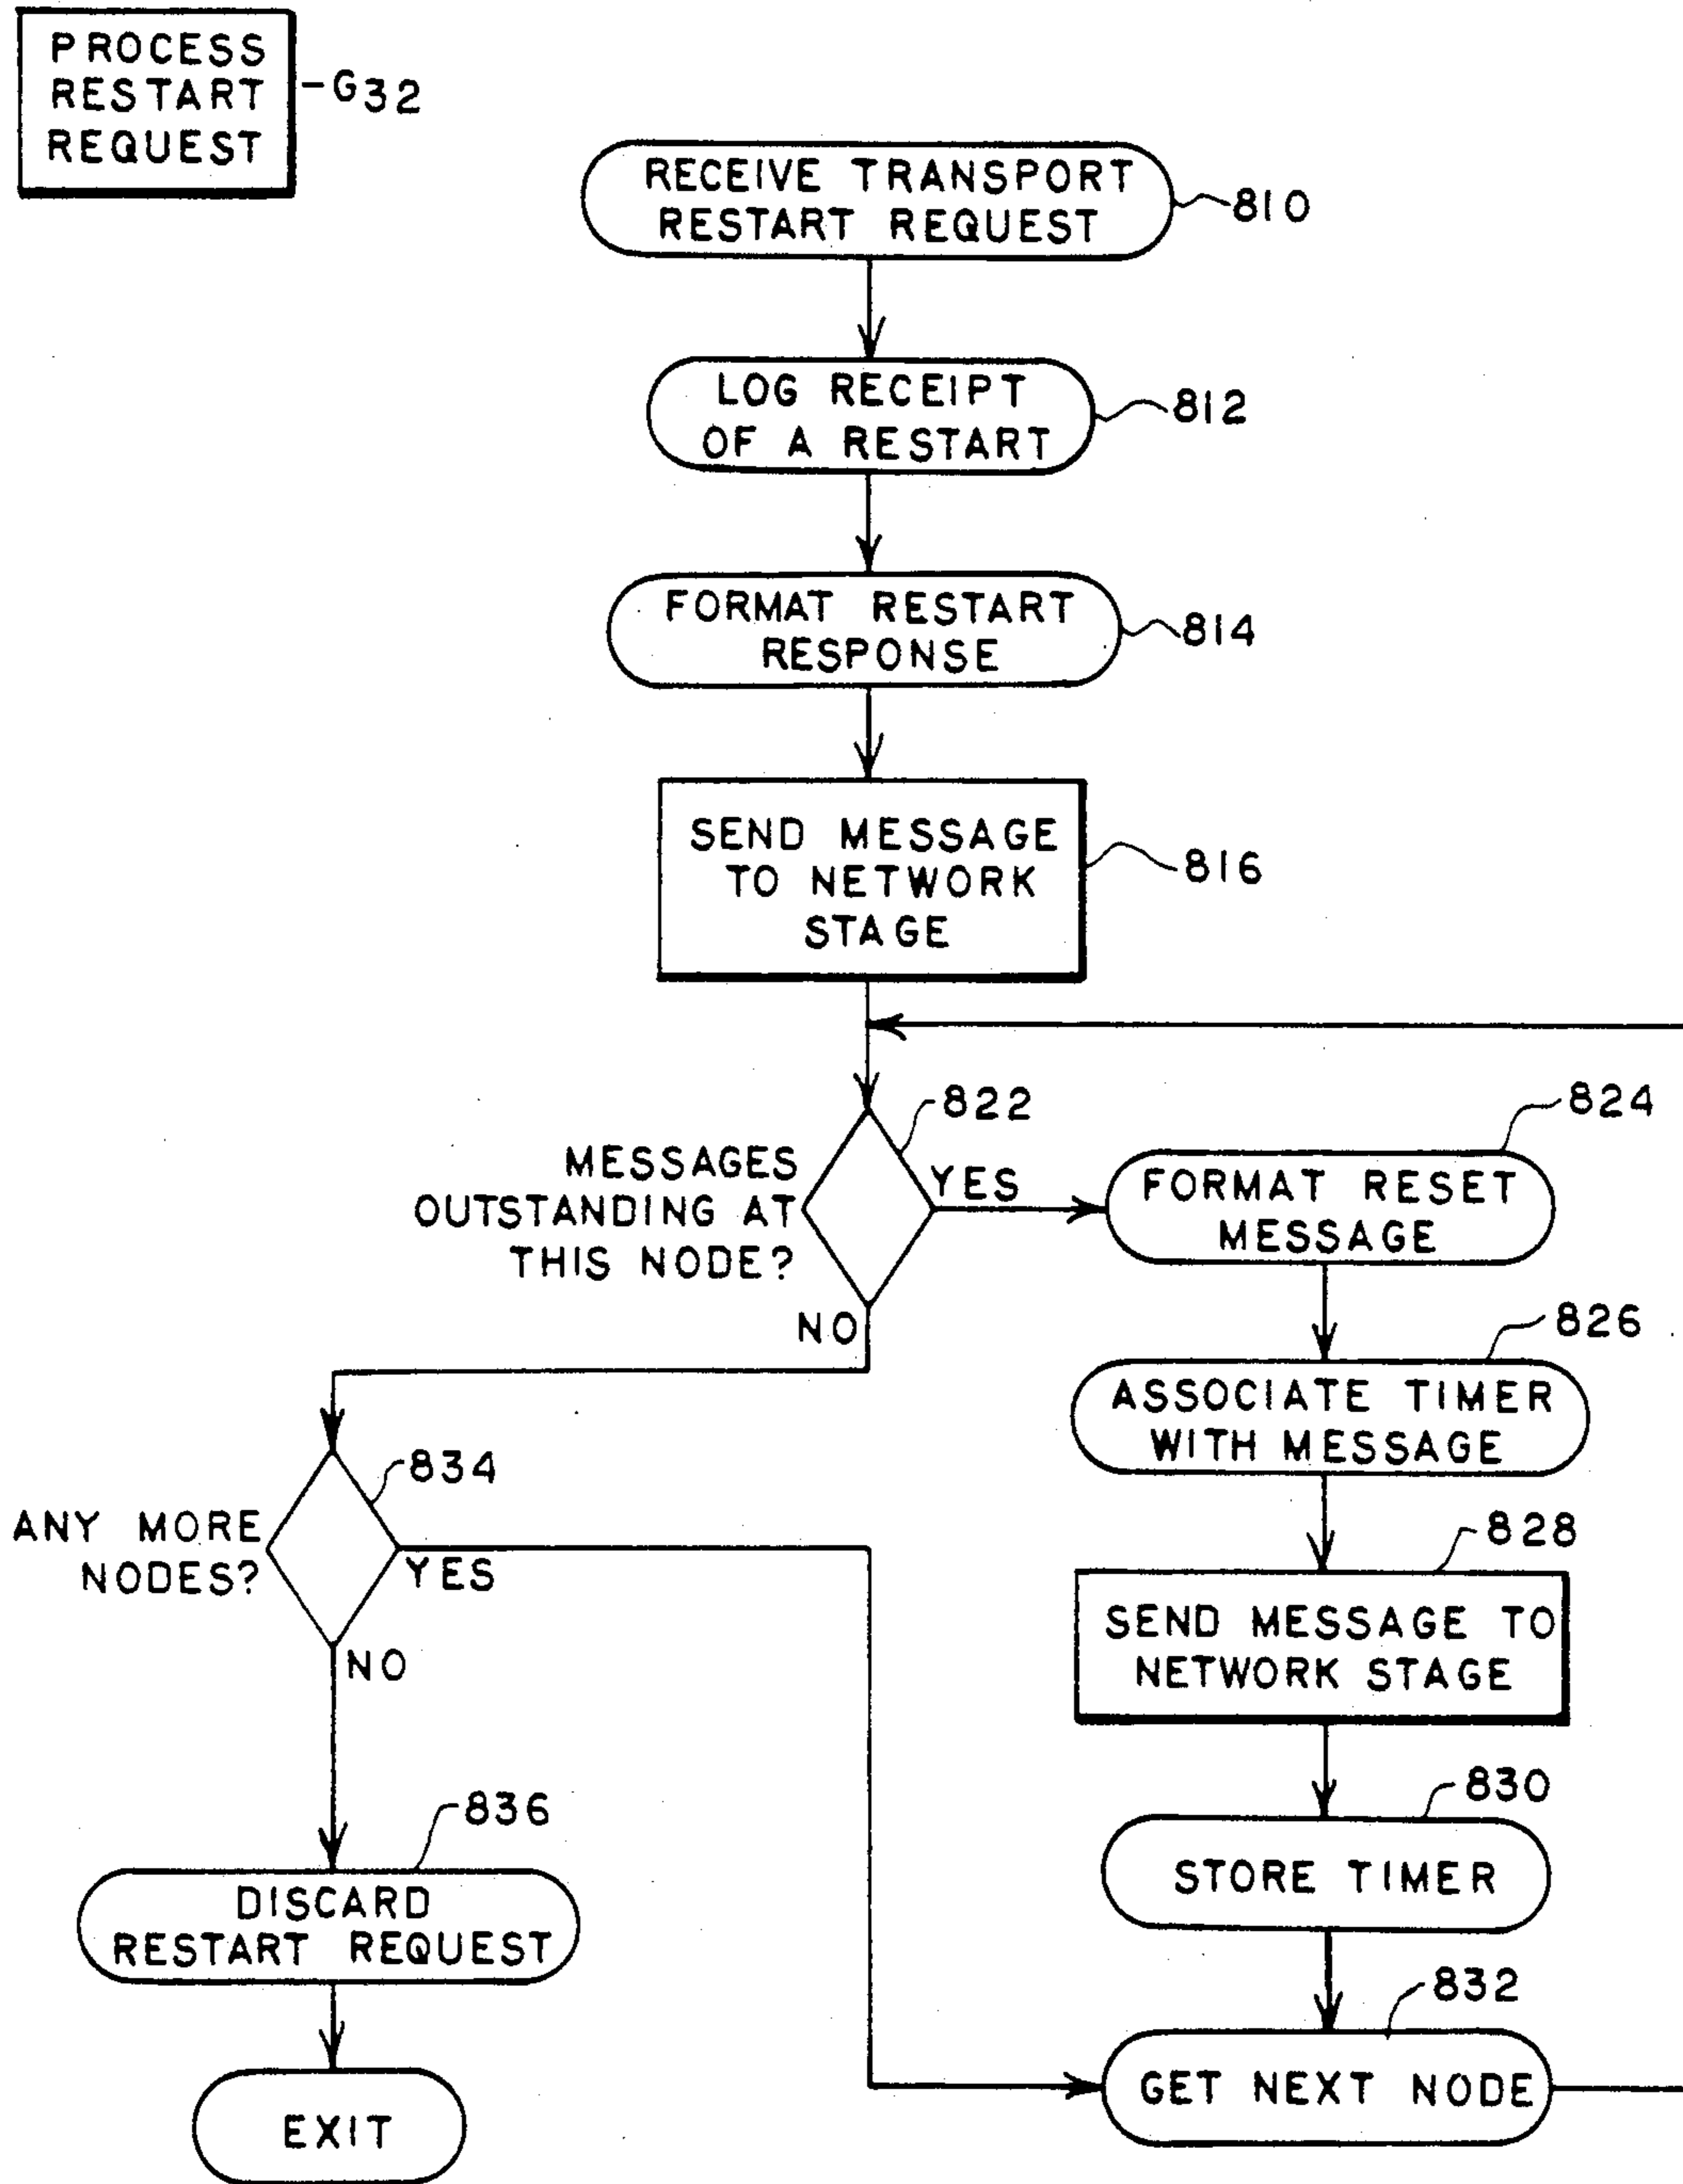 PROCESS
RESTART
REQUEST
G32
RECEIVE TRANSPORT
RESTART REQUEST
810
LOG RECEIPT
OF A RESTART
812
FORMAT RESTART
RESPONSE
814
SEND MESSAGE
TO NETWORK
STAGE
816
822
MESSAGES
OUTSTANDING AT
THIS NODE?
YES
NO
824
FORMAT RESET
MESSAGE
826
ASSOCIATE TIMER
WITH MESSAGE
828
SEND MESSAGE TO
NETWORK STAGE
830
STORE TIMER
832
GET NEXT NODE
834
ANY MORE
NODES?
YES
NO
836
DISCARD
RESTART REQUEST
EXIT